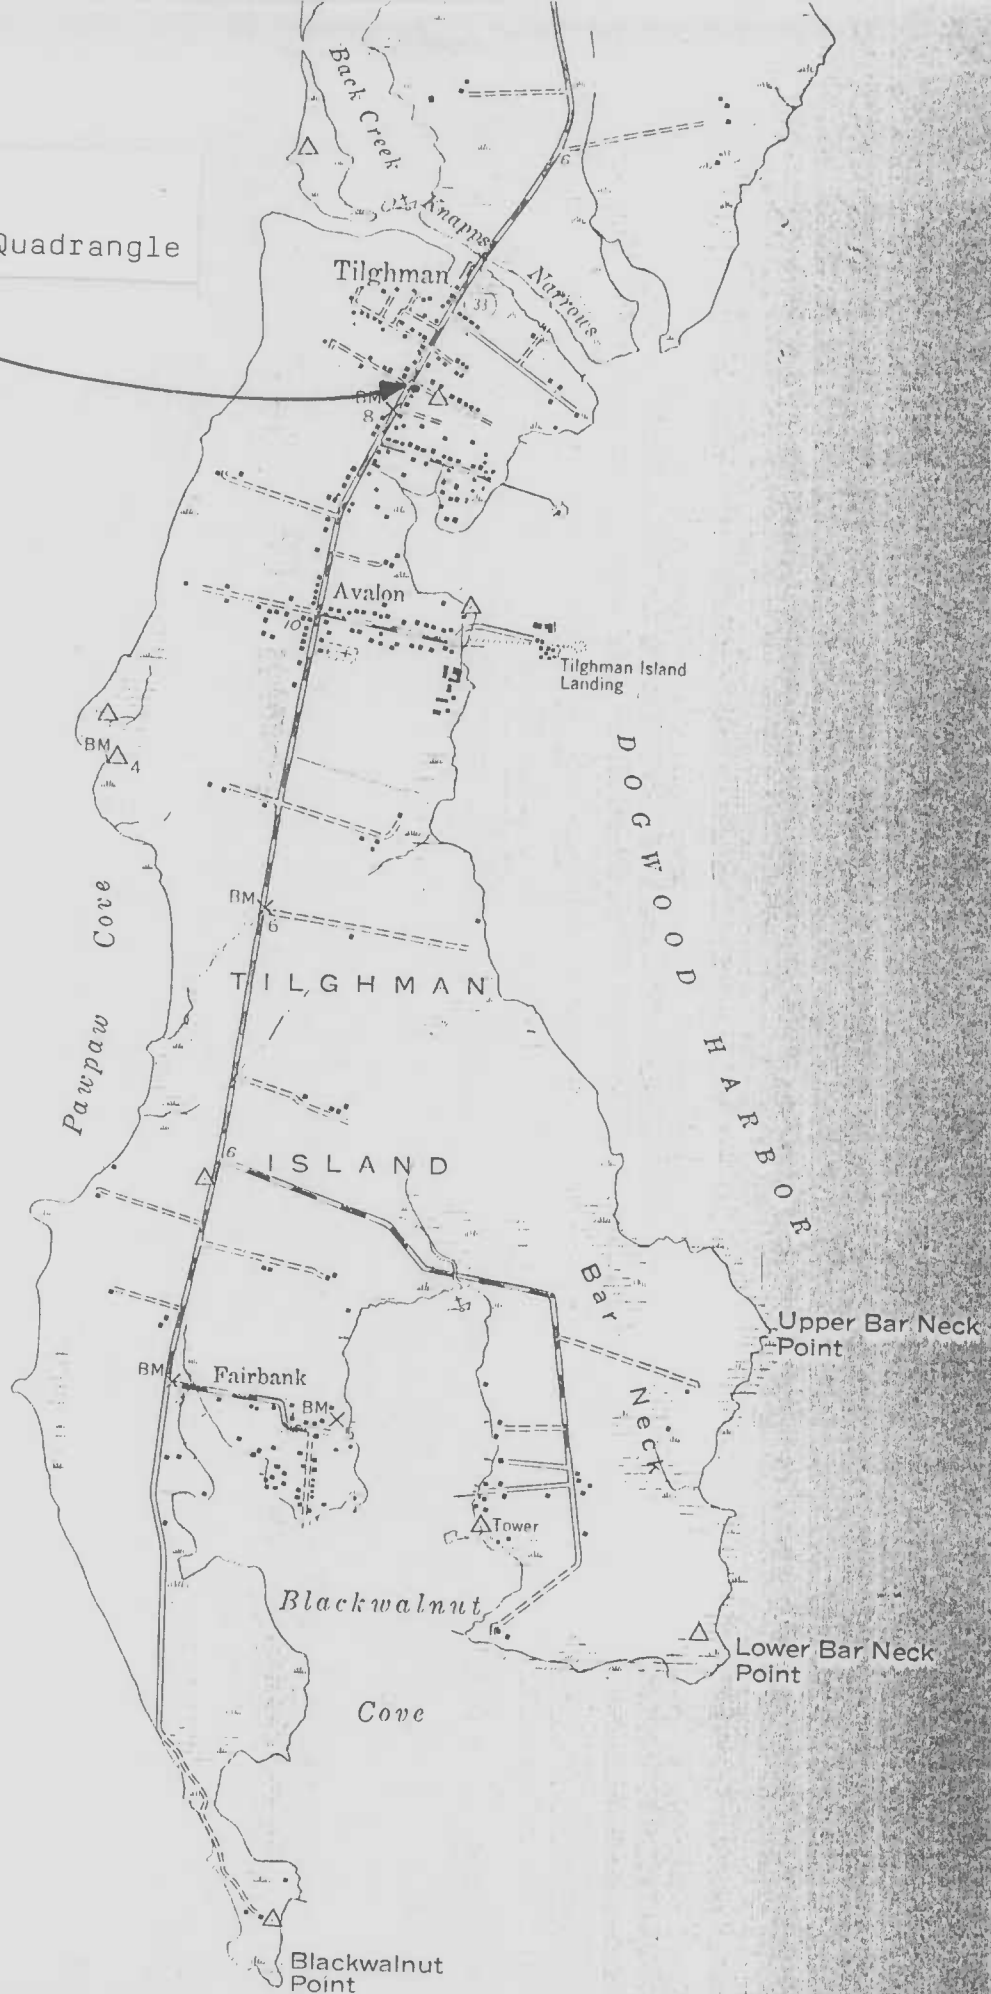 Back Creek
6
Quadrangle
Knapps
Narrows
Tilghman
33
BM
8
Avalon
10
Tilghman Island
Landing
BM
4
DOGWOOD HARBOR
Pawpaw Cove
BM
6
TILGHMAN
6
ISLAND
Bar
Neck
Upper Bar Neck
Point
BM
Fairbank
BM
Tower
Blackwalnut
Cove
Lower Bar Neck
Point
Blackwalnut
Point